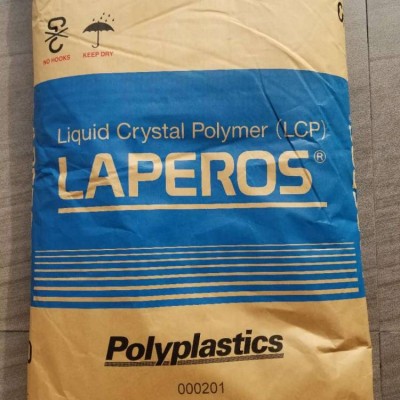 NO HOOKS
KEEP DRY
Liquid Crystal Polymer (LCP)
LAPEROS®
Polyplastics
000201